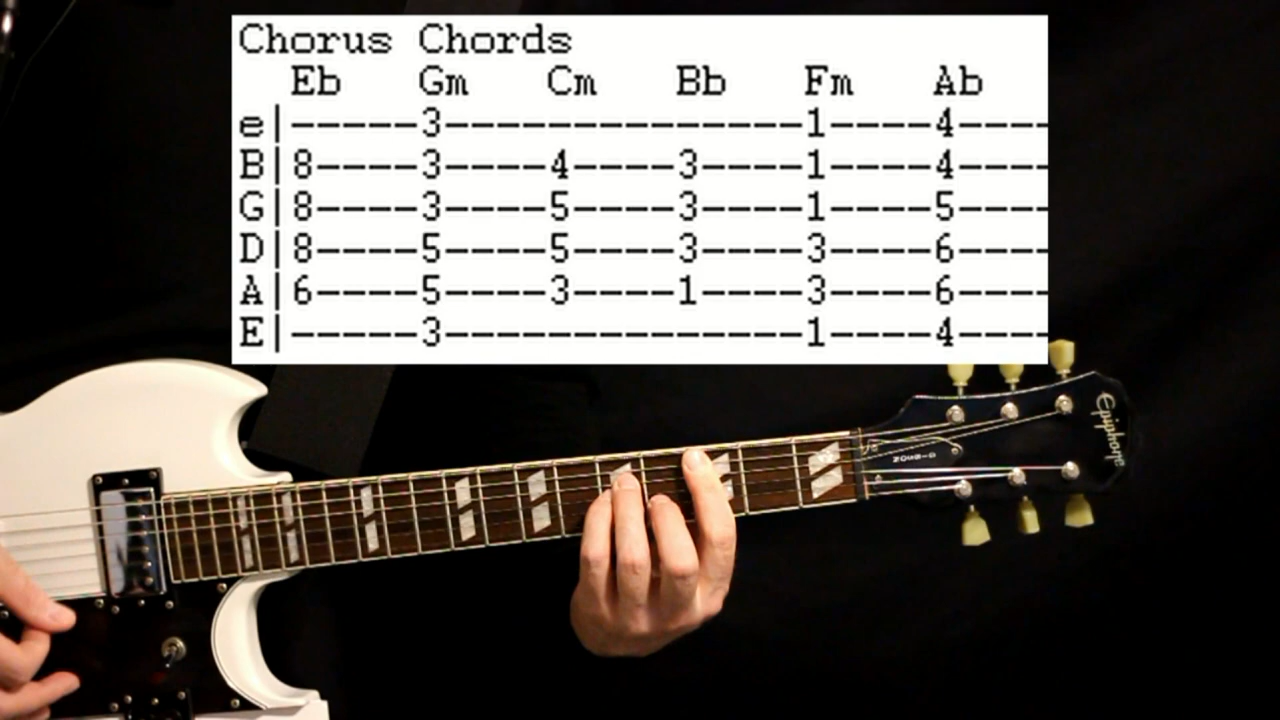 Chorus Chords
Eb Gm Cm Bb Fm Ab
e|------3-----------------1-----4----
B|8-----3-----4-----3-----1-----4----
G|8-----3-----5-----3-----1-----5----
D|8-----5-----5-----3-----3-----6----
A|6-----5-----3-----1-----3-----6----
E|------3-----------------1-----4----
Epiphone